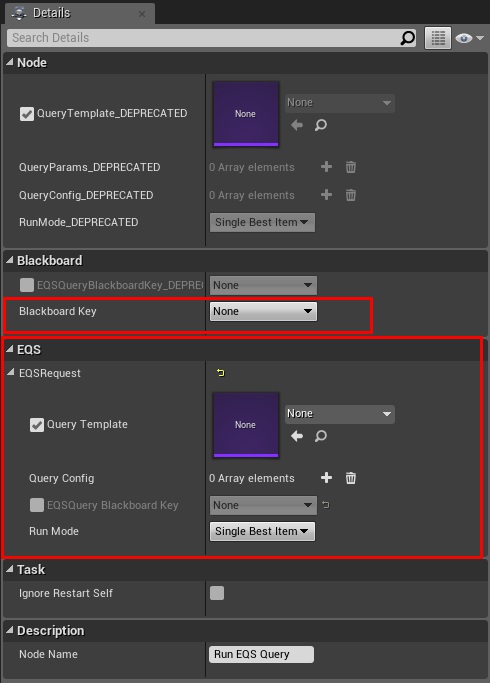 Details
Search Details
Node
QueryTemplate_DEPRECATED
None
None
QueryParams_DEPRECATED
0 Array elements
QueryConfig_DEPRECATED
0 Array elements
RunMode_DEPRECATED
Single Best Item
Blackboard
EQSQueryBlackboardKey_DEPRE
None
Blackboard Key
None
EQS
EQSRequest
Query Template
None
None
Query Config
0 Array elements
EQSQuery Blackboard Key
None
Run Mode
Single Best Item
Task
Ignore Restart Self
Description
Node Name
Run EQS Query